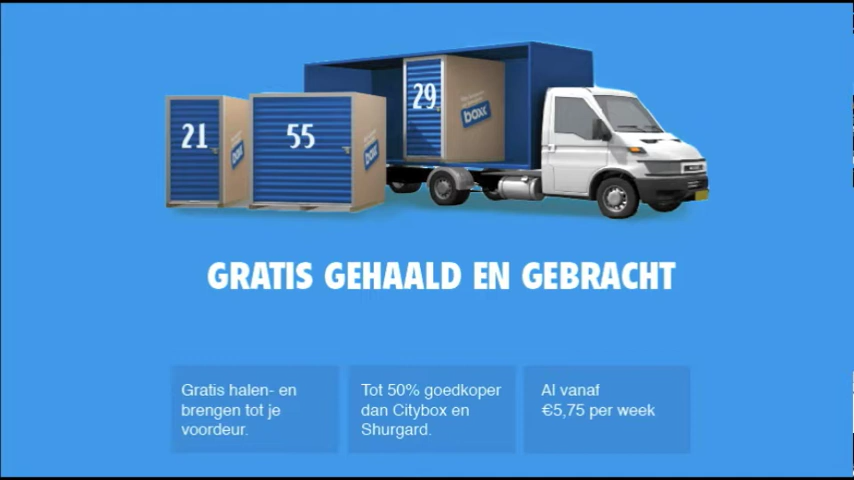 21
55
29
boxx
boxx
boxx
GRATIS GEHAALD EN GEBRACHT
Gratis halen- en
brengen tot je
voordeur.
Tot 50% goedkoper
dan Citybox en
Shurgard.
Al vanaf
€5,75 per week